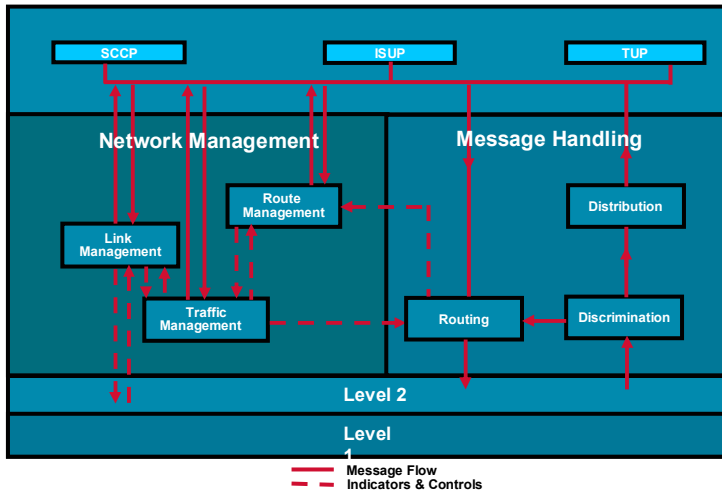 SCCP
ISUP
TUP
Network Management
Message Handling
Route
Management
Distribution
Link
Management
Traffic
Management
Routing
Discrimination
Level 2
Level
1
Message Flow
Indicators & Controls